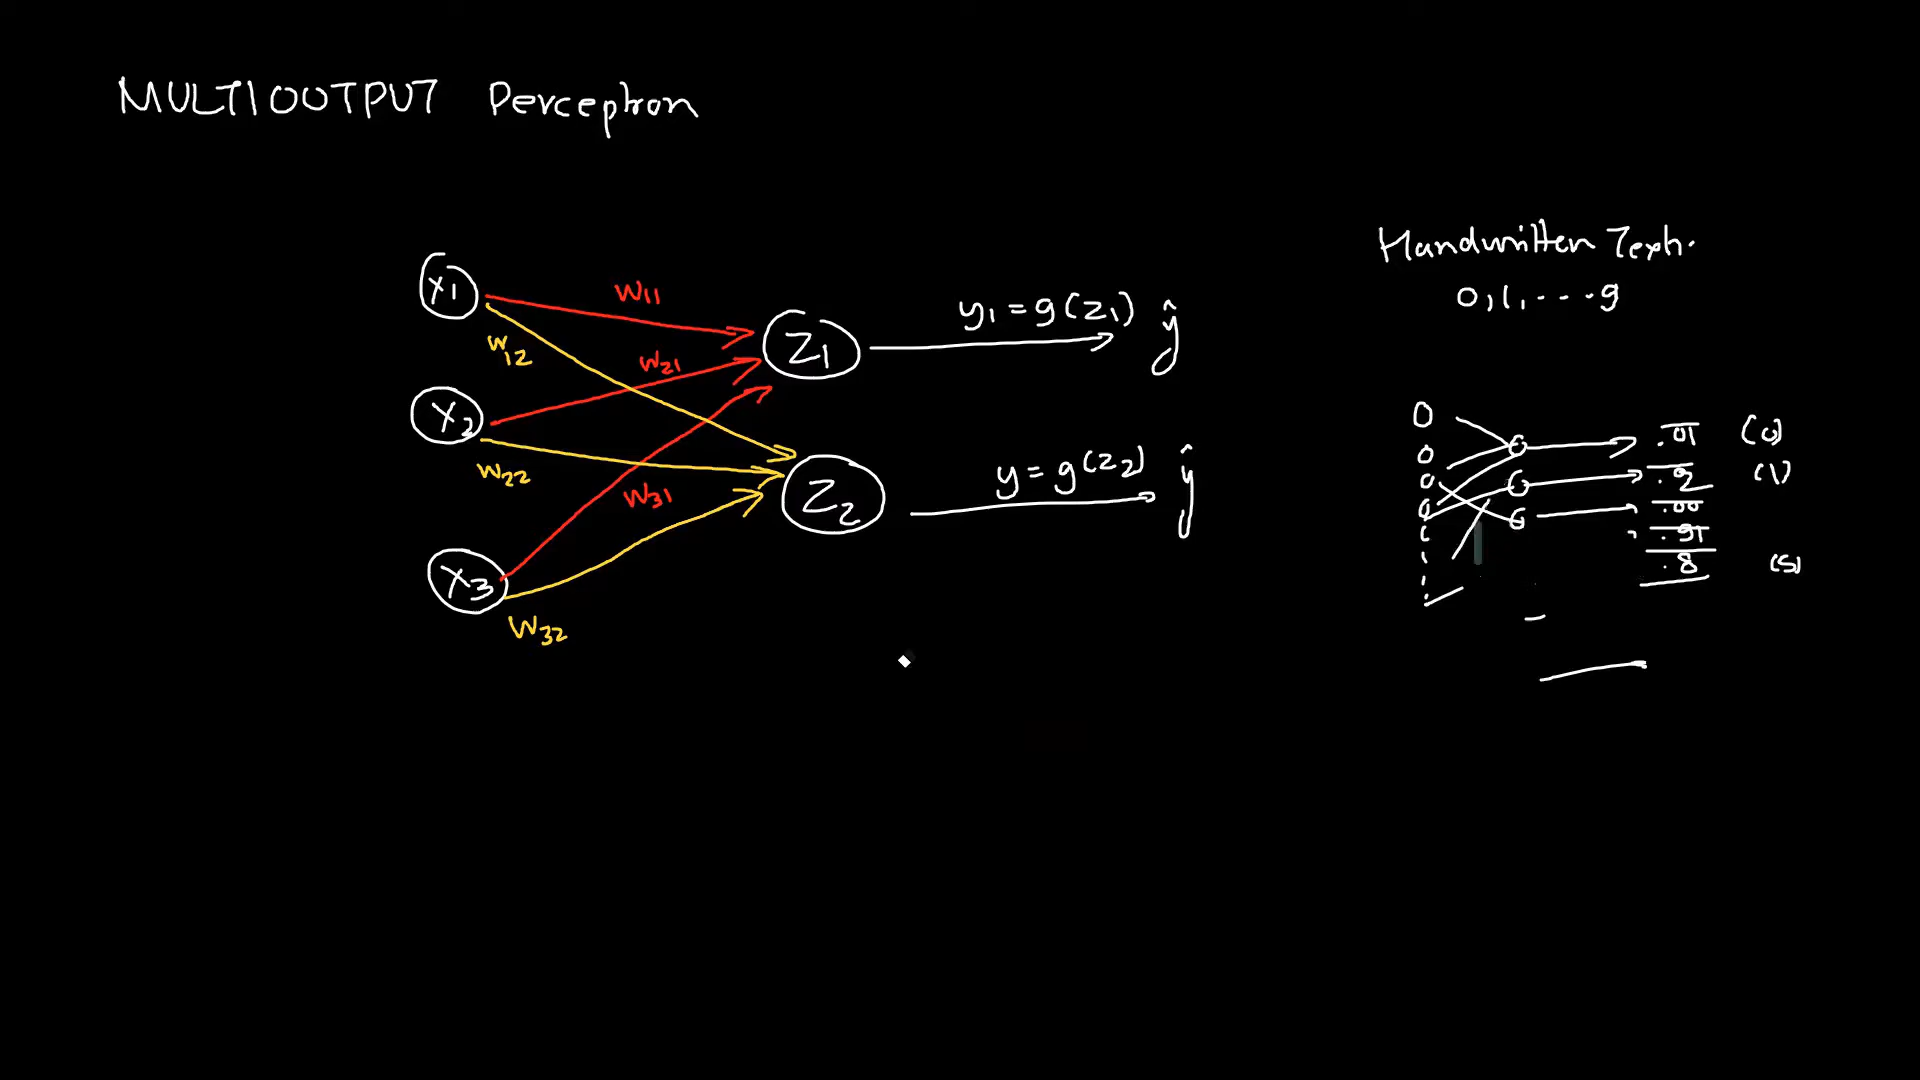 MULTIOUTPUT Perceptron
x1
w11
w12
w21
z1
y1 = g(z1)
ŷ
x2
w22
w31
z2
y = g(z2)
ŷ
x3
w32
Handwritten Text.
0, 1, . . . 9
.01 (0)
.2 (1)
.00
.91
.8 (5)